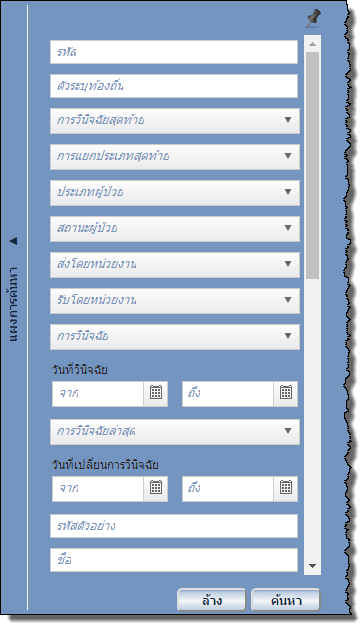 แผงการค้นหา
รหัส
ตัวระบุท้องถิ่น
การวินิจฉัยสุดท้าย
การแยกประเภทสุดท้าย
ประเภทผู้ป่วย
สถานะผู้ป่วย
ส่งโดยหน่วยงาน
รับโดยหน่วยงาน
การวินิจฉัย
วันที่วินิจฉัย
จาก ถึง
การวินิจฉัยล่าสุด
วันที่เปลี่ยนการวินิจฉัย
จาก ถึง
รหัสตัวอย่าง
ชื่อ
ล้าง ค้นหา